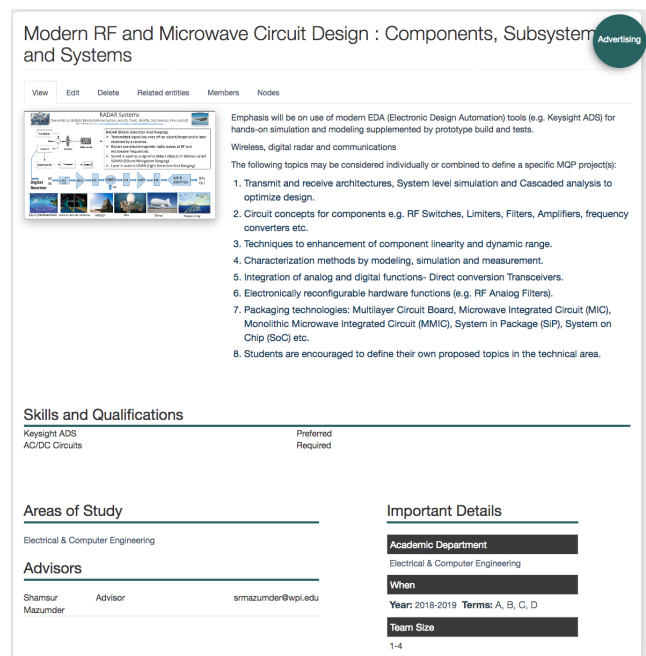 Modern RF and Microwave Circuit Design : Components, Subsystem
and Systems
Advertising
View Edit Delete Related entities Members Nodes
RADAR Systems
RADAR (RAdio Detection And Ranging).
Digital
Receiver
Emphasis will be on use of modern EDA (Electronic Design Automation) tools (e.g. Keysight ADS) for
hands-on simulation and modeling supplemented by prototype build and tests.
Wireless, digital radar and communications
The following topics may be considered individually or combined to define a specific MQP project(s):
1. Transmit and receive architectures, System level simulation and Cascaded analysis to
optimize design.
2. Circuit concepts for components e.g. RF Switches, Limiters, Filters, Amplifiers, frequency
converters etc.
3. Techniques to enhancement of component linearity and dynamic range.
4. Characterization methods by modeling, simulation and measurement.
5. Integration of analog and digital functions- Direct conversion Transceivers.
6. Electronically reconfigurable hardware functions (e.g. RF Analog Filters).
7. Packaging technologies: Multilayer Circuit Board, Microwave Integrated Circuit (MIC),
Monolithic Microwave Integrated Circuit (MMIC), System in Package (SiP), System on
Chip (SoC) etc.
8. Students are encouraged to define their own proposed topics in the technical area.
Skills and Qualifications
Keysight ADS Preferred
AC/DC Circuits Required
Areas of Study
Electrical & Computer Engineering
Advisors
Shamsur Advisor srmazumder@wpi.edu
Mazumder
Important Details
Academic Department
Electrical & Computer Engineering
When
Year: 2018-2019 Terms: A, B, C, D
Team Size
1-4